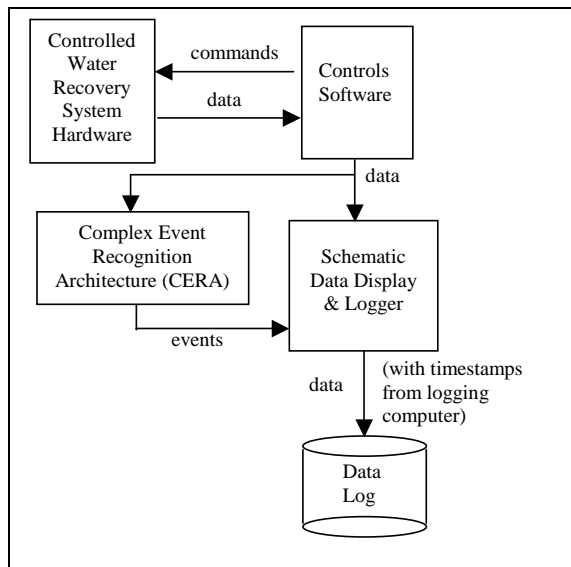 Controlled
Water
Recovery
System
Hardware
commands
data
Controls
Software
data
Complex Event
Recognition
Architecture (CERA)
Schematic
Data Display
& Logger
events
data
(with timestamps
from logging
computer)
Data
Log